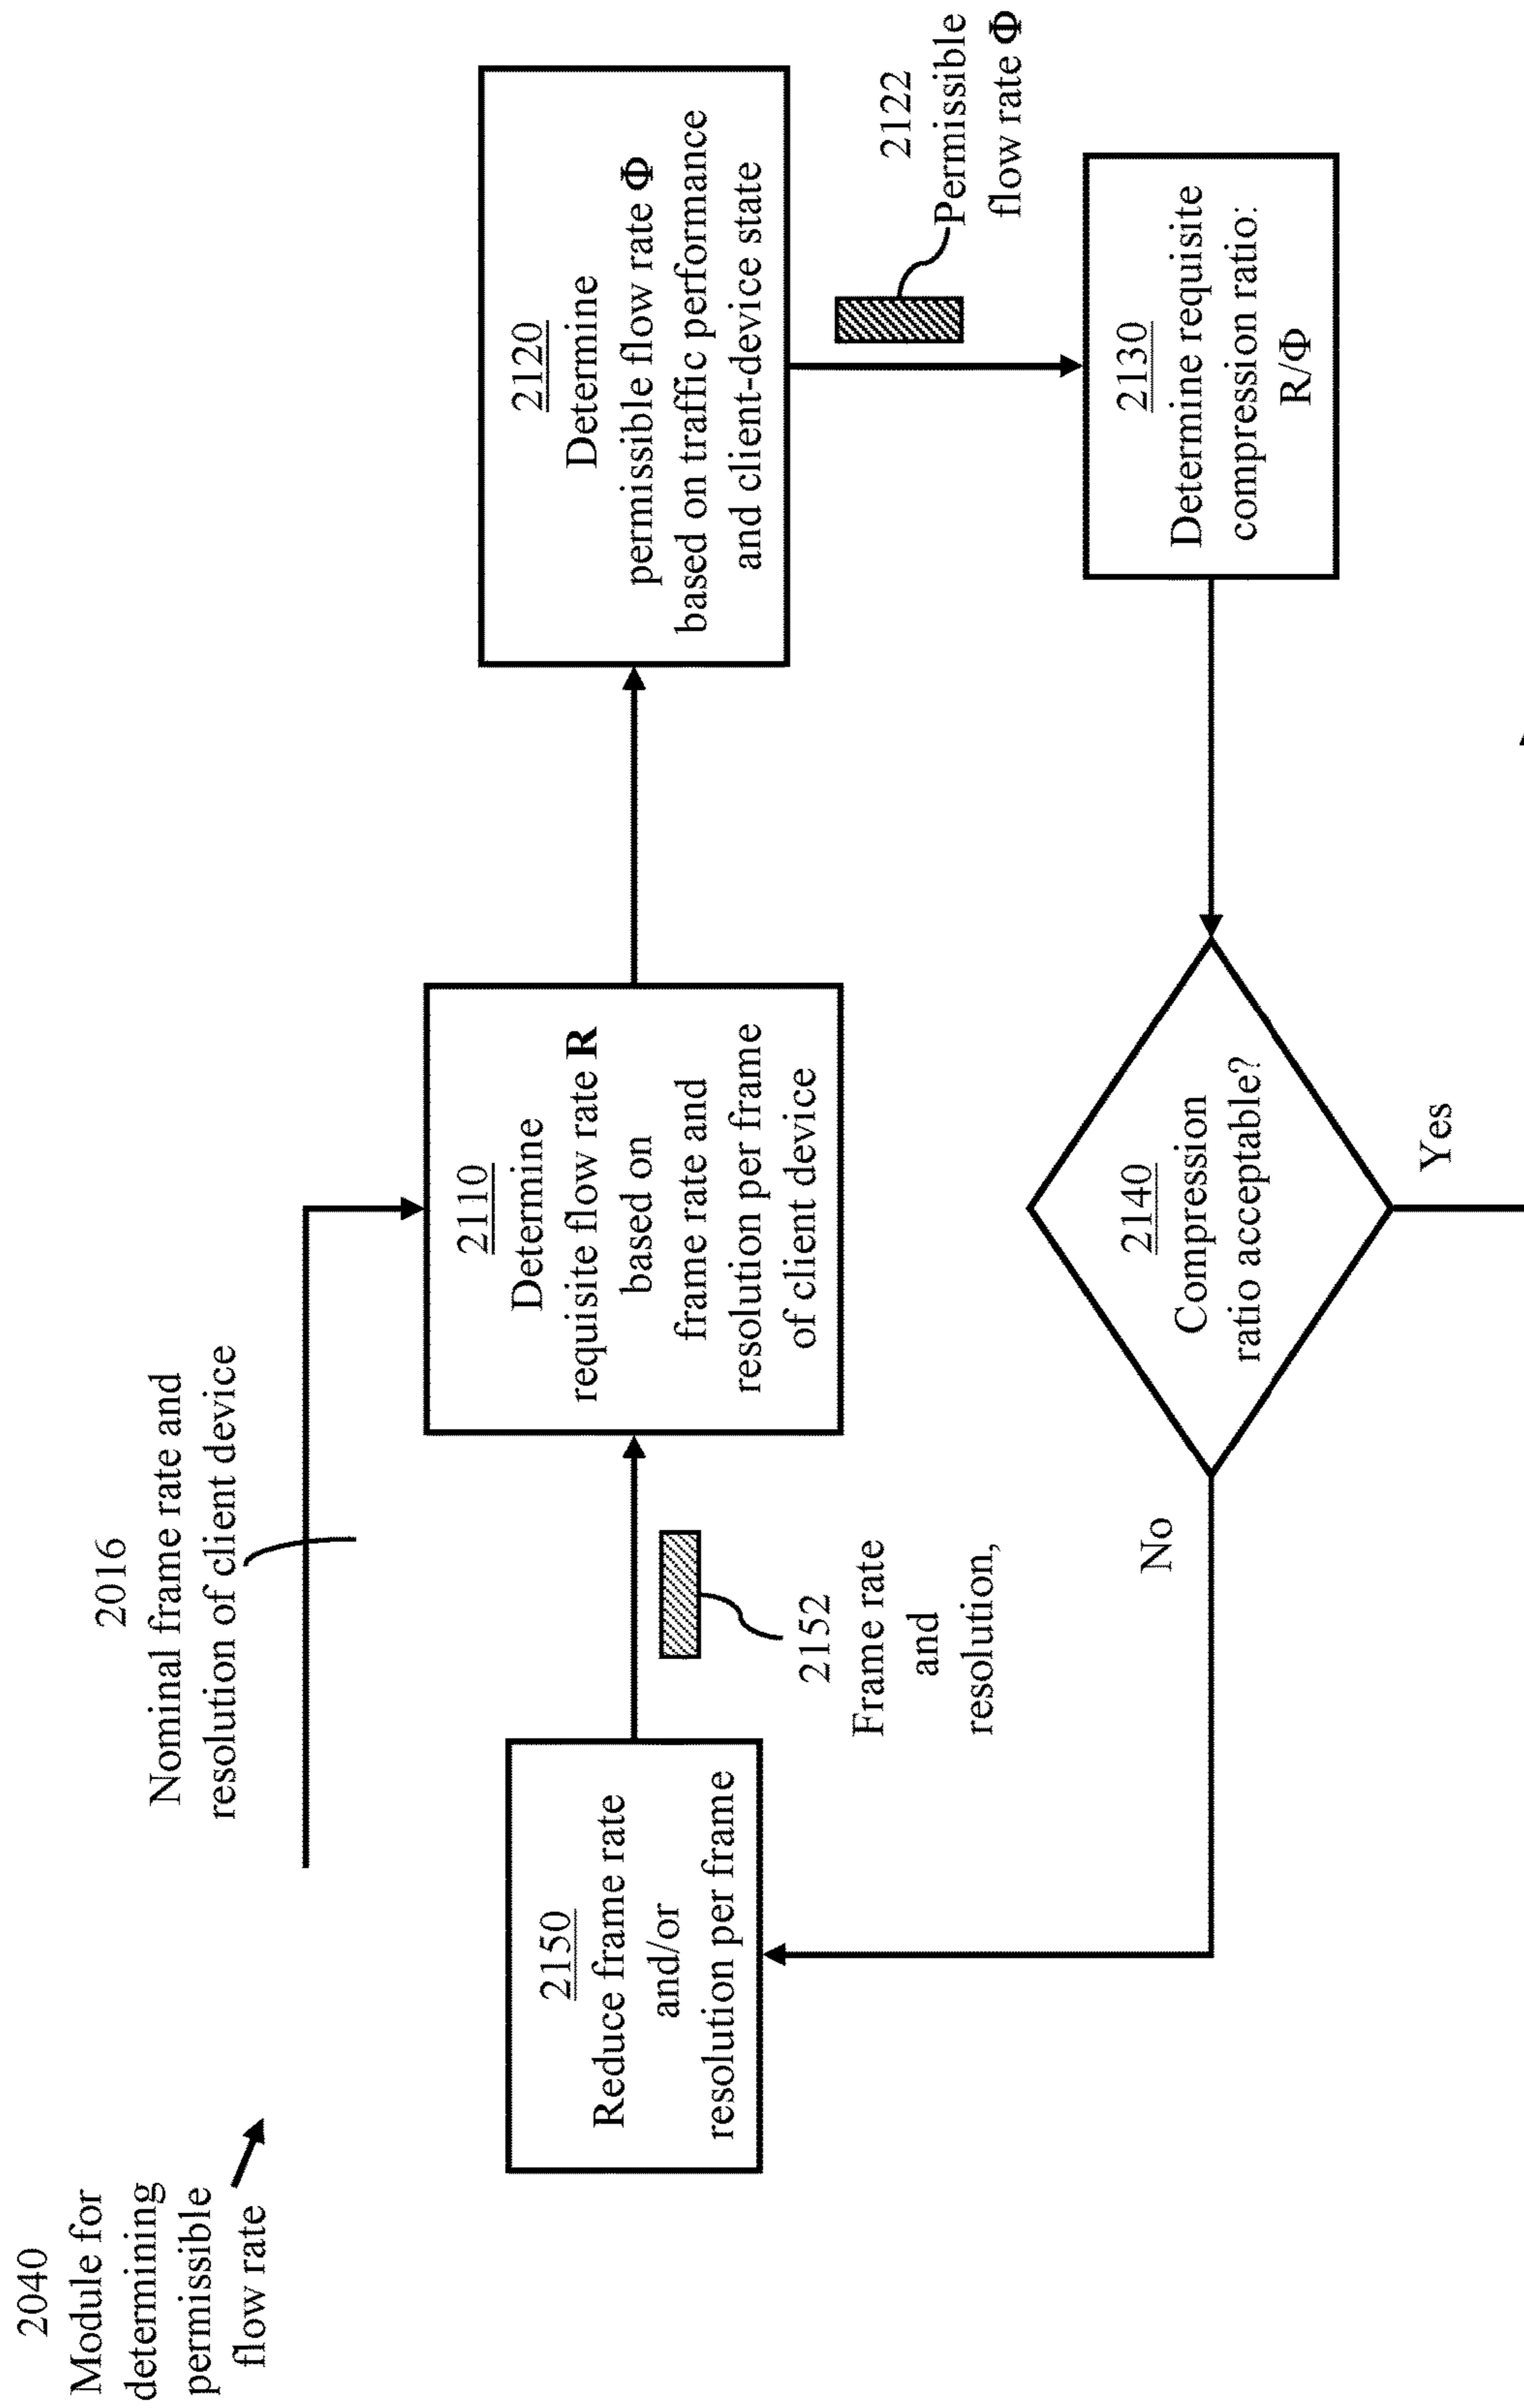 2040
Module for
determining
permissible
flow rate
2016
Nominal frame rate and
resolution of client device
2150
Reduce frame rate
and/or
resolution per frame
2152
Frame rate
and
resolution,
2110
Determine
requisite flow rate R
based on
frame rate and
resolution per frame
of client device
2120
Determine
permissible flow rate Φ
based on traffic performance
and client-device state
2122
Permissible
flow rate Φ
2130
Determine requisite
compression ratio:
R/Φ
2140
Compression
ratio acceptable?
No
Yes